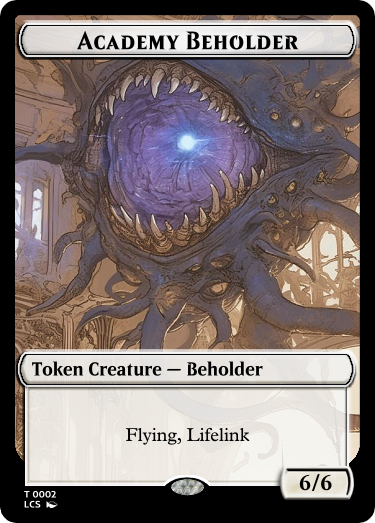 Academy Beholder
Token Creature — Beholder
Flying, Lifelink
6/6
T 0002
LCS